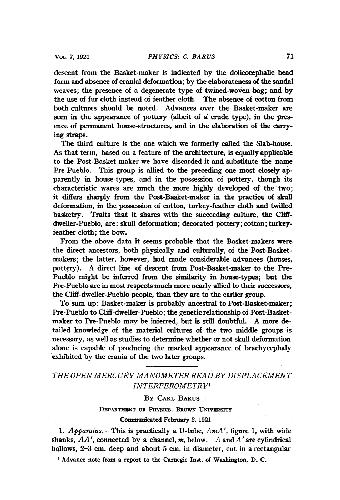 VOL. 7, 1921 PHYSICS: C. BARUS 71
descent from the Basket-maker is indicated by the dolicocephalic head
form and absence of cranial deformation; by the elaborateness of the sandal
weaves; the presence of a degenerate type of twined-woven bag; and by
the use of fur cloth instead of feather cloth. The absence of cotton from
both cultures should be noted. Advances over the Basket-maker are
seen in the appearance of pottery (albeit of a crude type), in the pres-
ence of permanent house-structures, and in the elaboration of the carry-
ing straps.
The third culture is the one which we formerly called the Slab-house.
As that term, based on a feature of the architecture, is equally applicable
to the Post-Basket-maker we have discarded it and substitute the name
Pre-Pueblo. This group is allied to the preceding one most closely ap-
parently in house-types, and in the possession of pottery, though its
characteristic wares are much the more highly developed of the two;
it differs sharply from the Post-Basket-maker in the practice of skull
deformation, in the possession of cotton, turkey-feather cloth and twilled
basketry. Traits that it shares with the succeeding culture, the Cliff-
dweller-Pueblo, are: skull deformation; decorated pottery; cotton; turkey-
feather cloth; the bow.
From the above data it seems probable that the Basket-makers were
the direct ancestors, both physically and culturally, of the Post-Basket-
makers; the latter, however, had made considerable advances (houses,
pottery). A direct line of descent from Post-Basket-maker to the Pre-
Pueblo might be inferred from the similarity in house-types; but the
Pre-Pueblo are in most respects much more nearly allied to their successors,
the Cliff-dweller-Pueblo people, than they are to the earlier group.
To sum up: Basket-maker is probably ancestral to Post-Basket-maker;
Pre-Pueblo to Cliff-dweller-Pueblo; the genetic relationship of Post-Basket-
maker to Pre-Pueblo may be inferred, but is still doubtful. A more de-
tailed knowledge of the material cultures of the two middle groups is
necessary, as well as studies to determine whether or not skull deformation
alone is capable of producing the marked appearance of brachycephaly
exhibited by the crania of the two later groups.
THE OPEN MERCURY MANOMETER READ BY DISPLACEMENT
INTERFEROMETRY¹
BY CARL BARUS
DEPARTMENT OF PHYSICS, BROWN UNIVERSITY
Communicated February 2, 1921
1. Apparatus.—This is practically a U-tube, AmA', figure 1, with wide
shanks, AA', connected by a channel, m, below. A and A' are cylindrical
hollows, 2–3 cm. deep and about 5 cm. in diameter, cut in a rectangular
¹ Advance note from a report to the Carnegie Inst. of Washington, D. C.